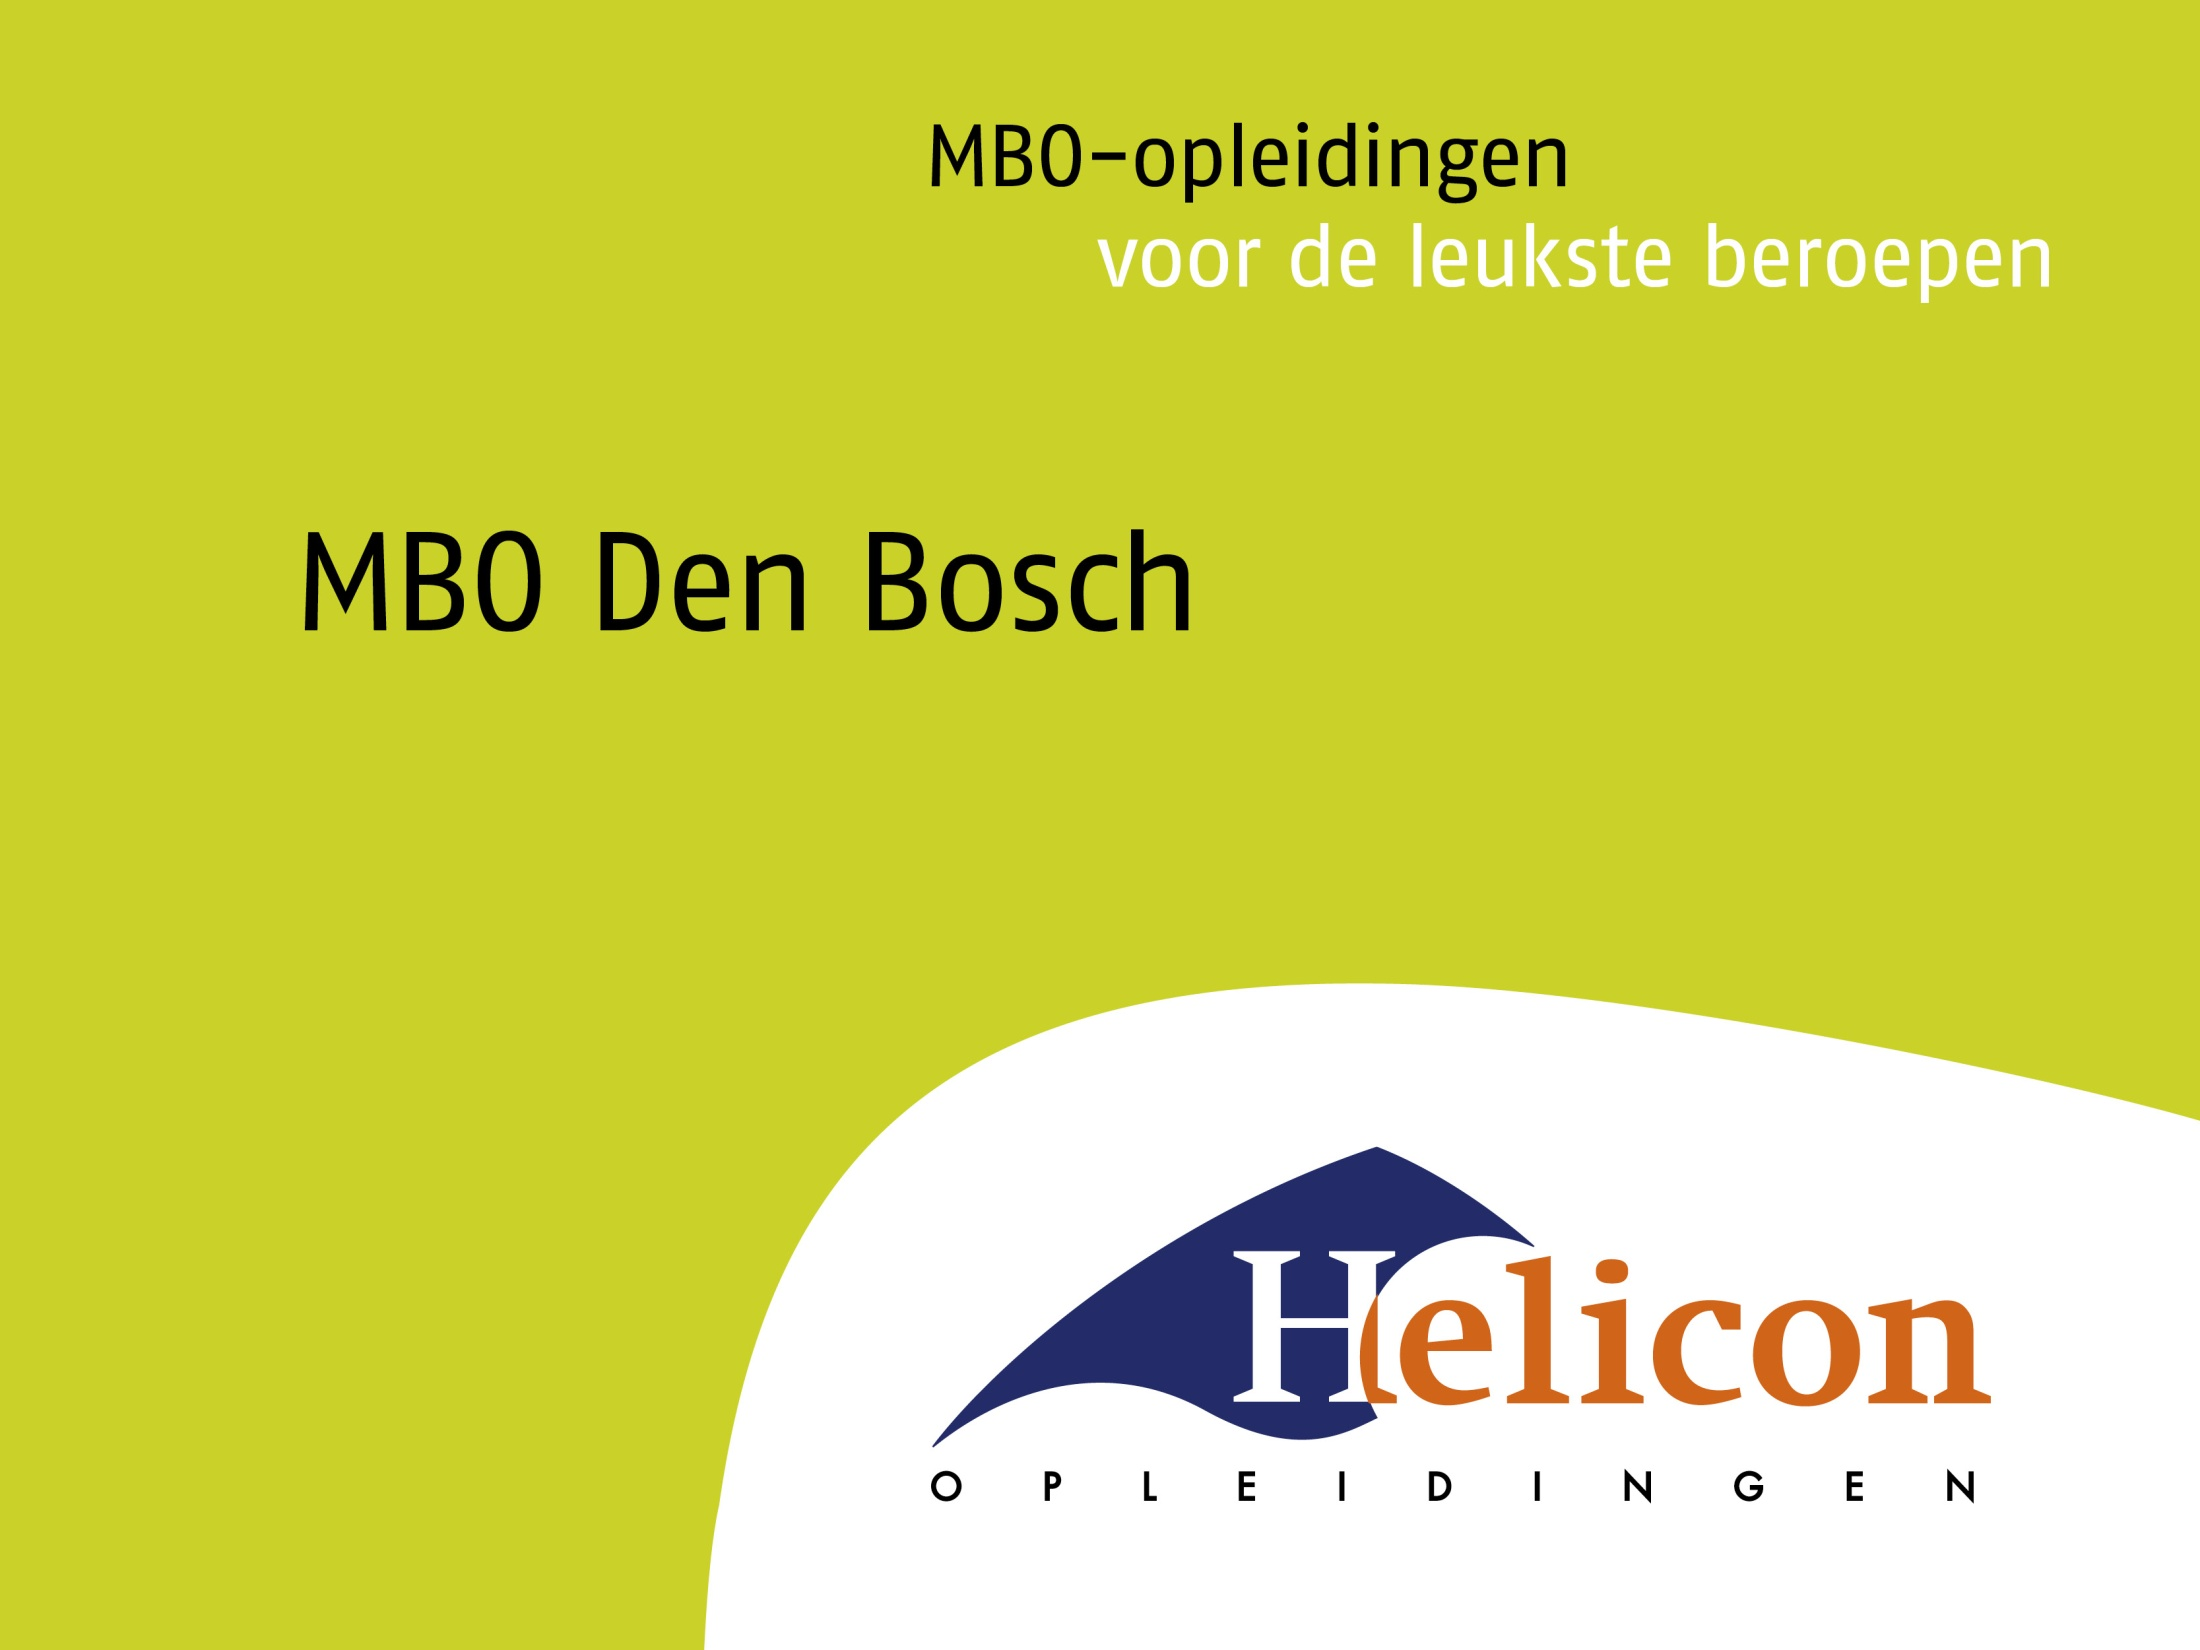 MBO-opleidingen
voor de leukste beroepen
MBO Den Bosch
Helicon
OPLEIDINGEN